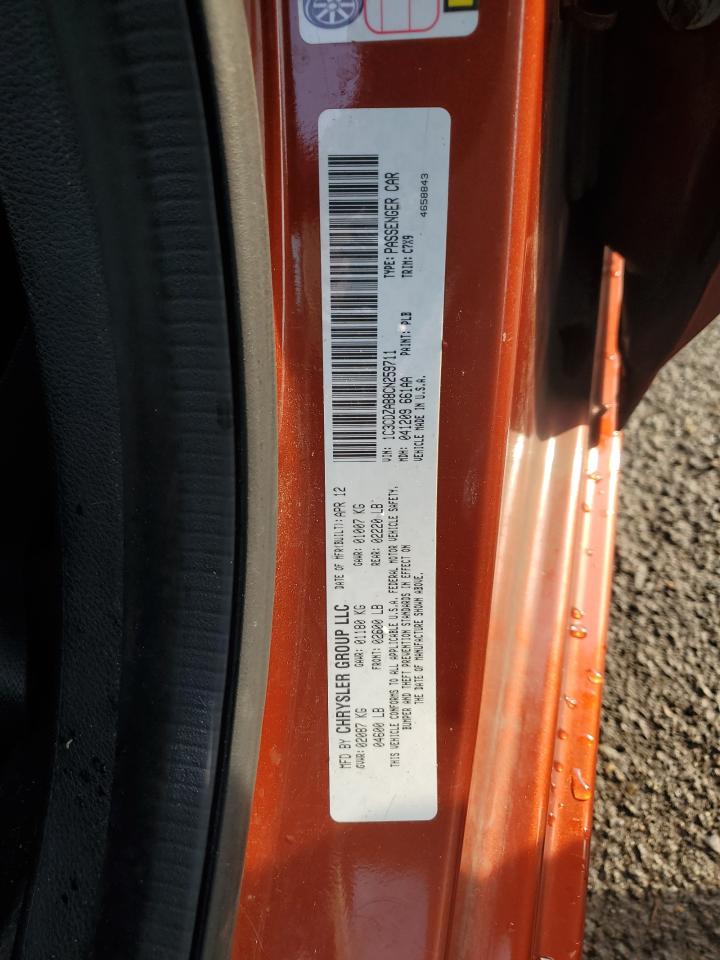 MFD BY CHRYSLER GROUP LLC DATE OF MFR(BUILT): APR 12
GVWR: 02087 KG GAWR: 01180 KG GAWR: 01007 KG
04600 LB FRONT: 02600 LB REAR: 02220 LB
THIS VEHICLE CONFORMS TO ALL APPLICABLE U.S.A. FEDERAL MOTOR VEHICLE SAFETY,
BUMPER AND THEFT PREVENTION STANDARDS IN EFFECT ON
THE DATE OF MANUFACTURE SHOWN ABOVE.
VIN: 1C3CDZAB8CN259711 TYPE: PASSENGER CAR
MDH: 041209 661AA PAINT: PLB TRIM: C7X9
VEHICLE MADE IN U.S.A. 4658843